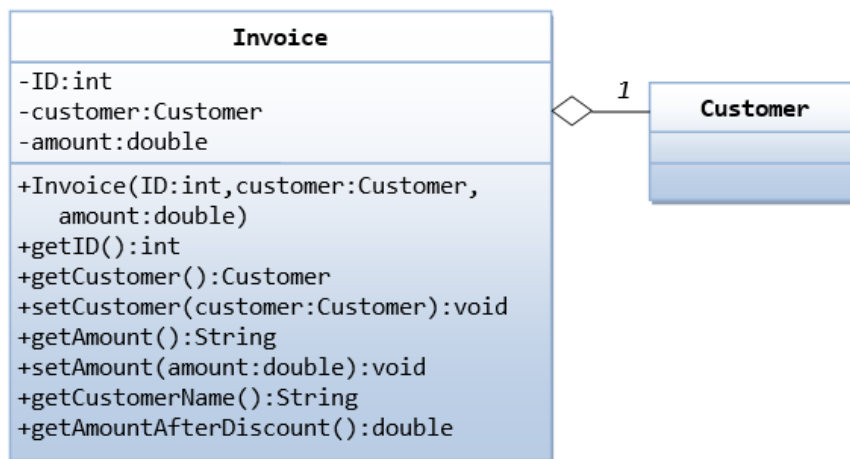 Invoice
-ID:int
-customer:Customer
-amount:double
+Invoice(ID:int,customer:Customer,
amount:double)
+getID():int
+getCustomer():Customer
+setCustomer(customer:Customer):void
+getAmount():String
+setAmount(amount:double):void
+getCustomerName():String
+getAmountAfterDiscount():double
1
Customer